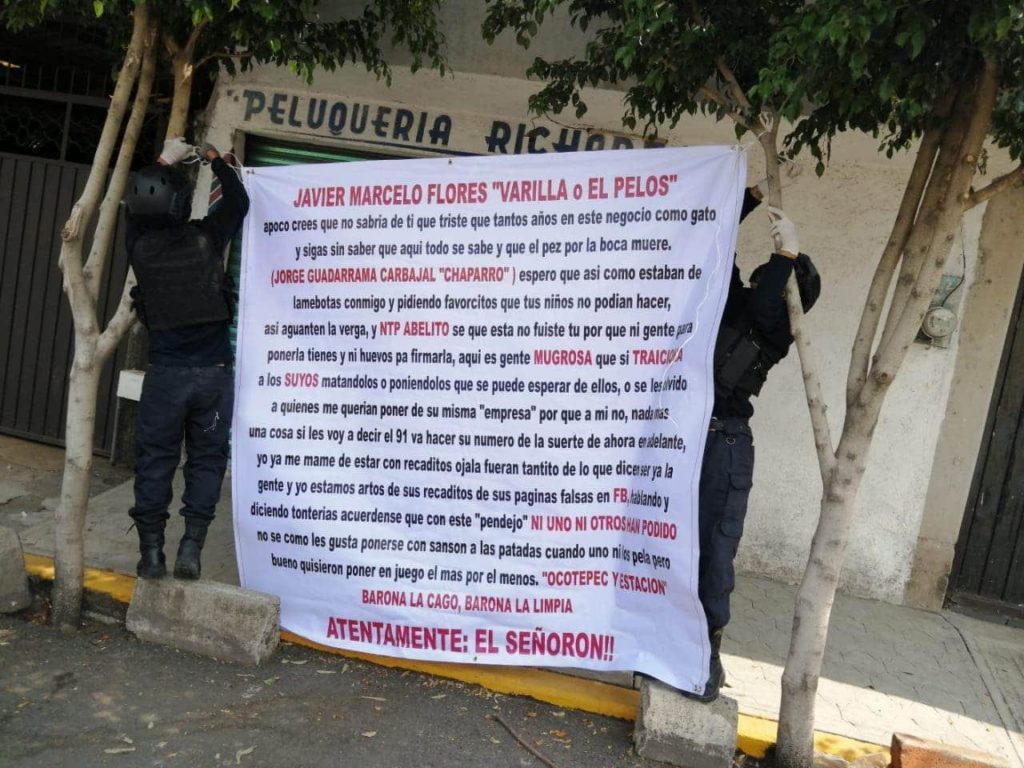 PELUQUERIA RICHARD
JAVIER MARCELO FLORES "VARILLA o EL PELOS"
apoco crees que no sabria de ti que triste que tantos años en este negocio como gato
y sigas sin saber que aqui todo se sabe y que el pez por la boca muere.
(JORGE GUADARRAMA CARBAJAL "CHAPARRO" ) espero que asi como estaban de
lamebotas conmigo y pidiendo favorcitos que tus niños no podian hacer,
asi aguanten la verga, y NTP ABELITO se que esta no fuiste tu por que ni gente para
ponerla tienes y ni huevos pa firmarla, aqui es gente MUGROSA que si TRAICIONA
a los SUYOS matandolos o poniendolos que se puede esperar de ellos, o se les olvido
a quienes me querian poner de su misma "empresa" por que a mi no, nada mas
una cosa si les voy a decir el 91 va hacer su numero de la suerte de ahora en adelante,
yo ya me mame de estar con recaditos ojala fueran tantito de lo que dicen ser ya la
gente y yo estamos artos de sus recaditos de sus paginas falsas en FB, hablando y
diciendo tonterias acuerdense que con este "pendejo" NI UNO NI OTROS HAN PODIDO
no se como les gusta ponerse con sanson a las patadas cuando uno ni los pela pero
bueno quisieron poner en juego el mas por el menos. "OCOTEPEC Y ESTACION"
BARONA LA CAGO, BARONA LA LIMPIA
ATENTAMENTE: EL SEÑORON!!